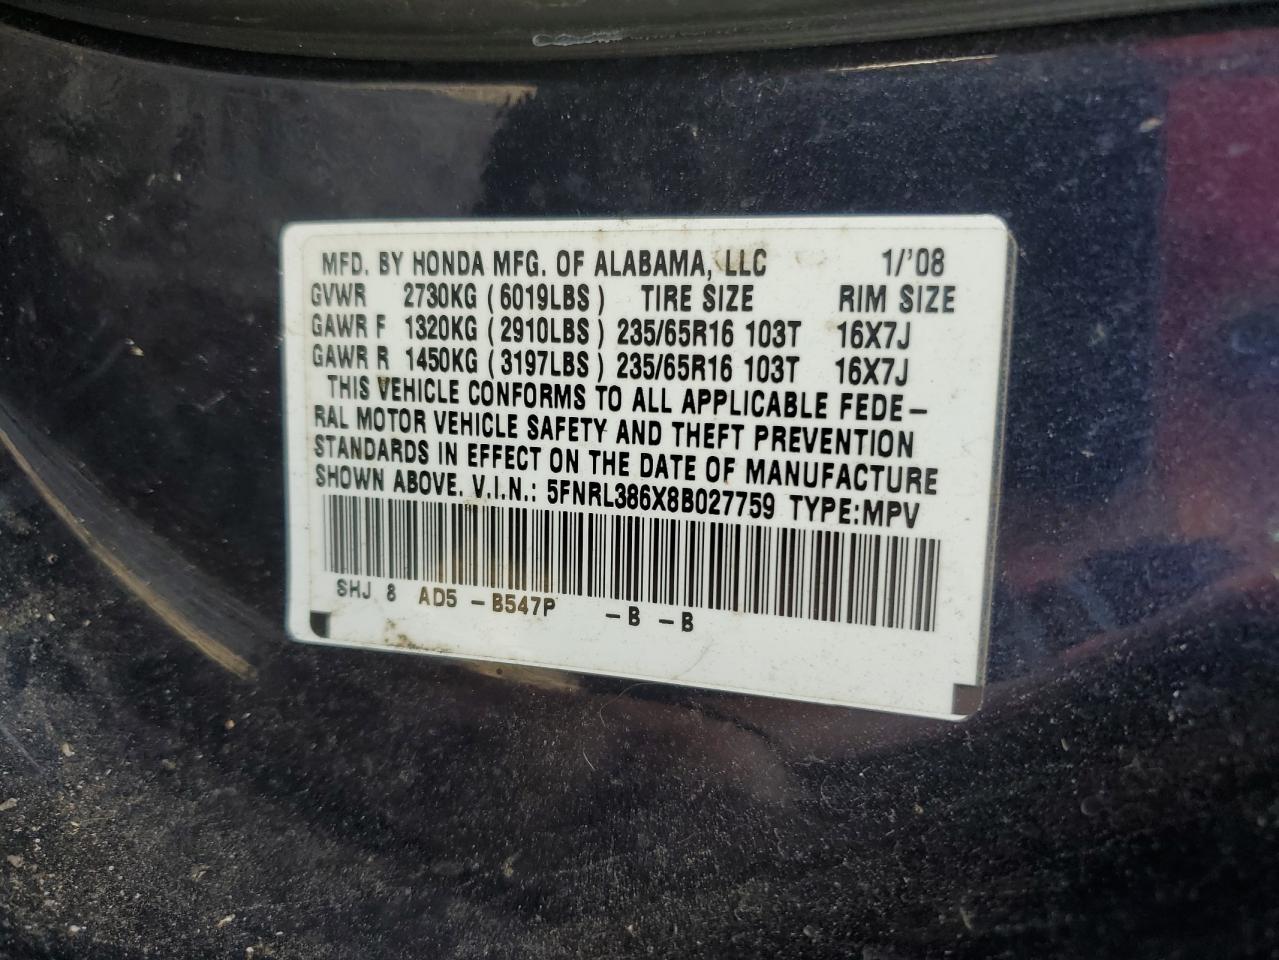 MFD. BY HONDA MFG. OF ALABAMA, LLC 1/'08
GVWR 2730KG (6019LBS) TIRE SIZE RIM SIZE
GAWR F 1320KG (2910LBS) 235/65R16 103T 16X7J
GAWR R 1450KG (3197LBS) 235/65R16 103T 16X7J
THIS VEHICLE CONFORMS TO ALL APPLICABLE FEDE-
RAL MOTOR VEHICLE SAFETY AND THEFT PREVENTION
STANDARDS IN EFFECT ON THE DATE OF MANUFACTURE
SHOWN ABOVE. V.I.N.: 5FNRL386X8B027759 TYPE:MPV
SHJ 8 AD5 -B547P -B -B